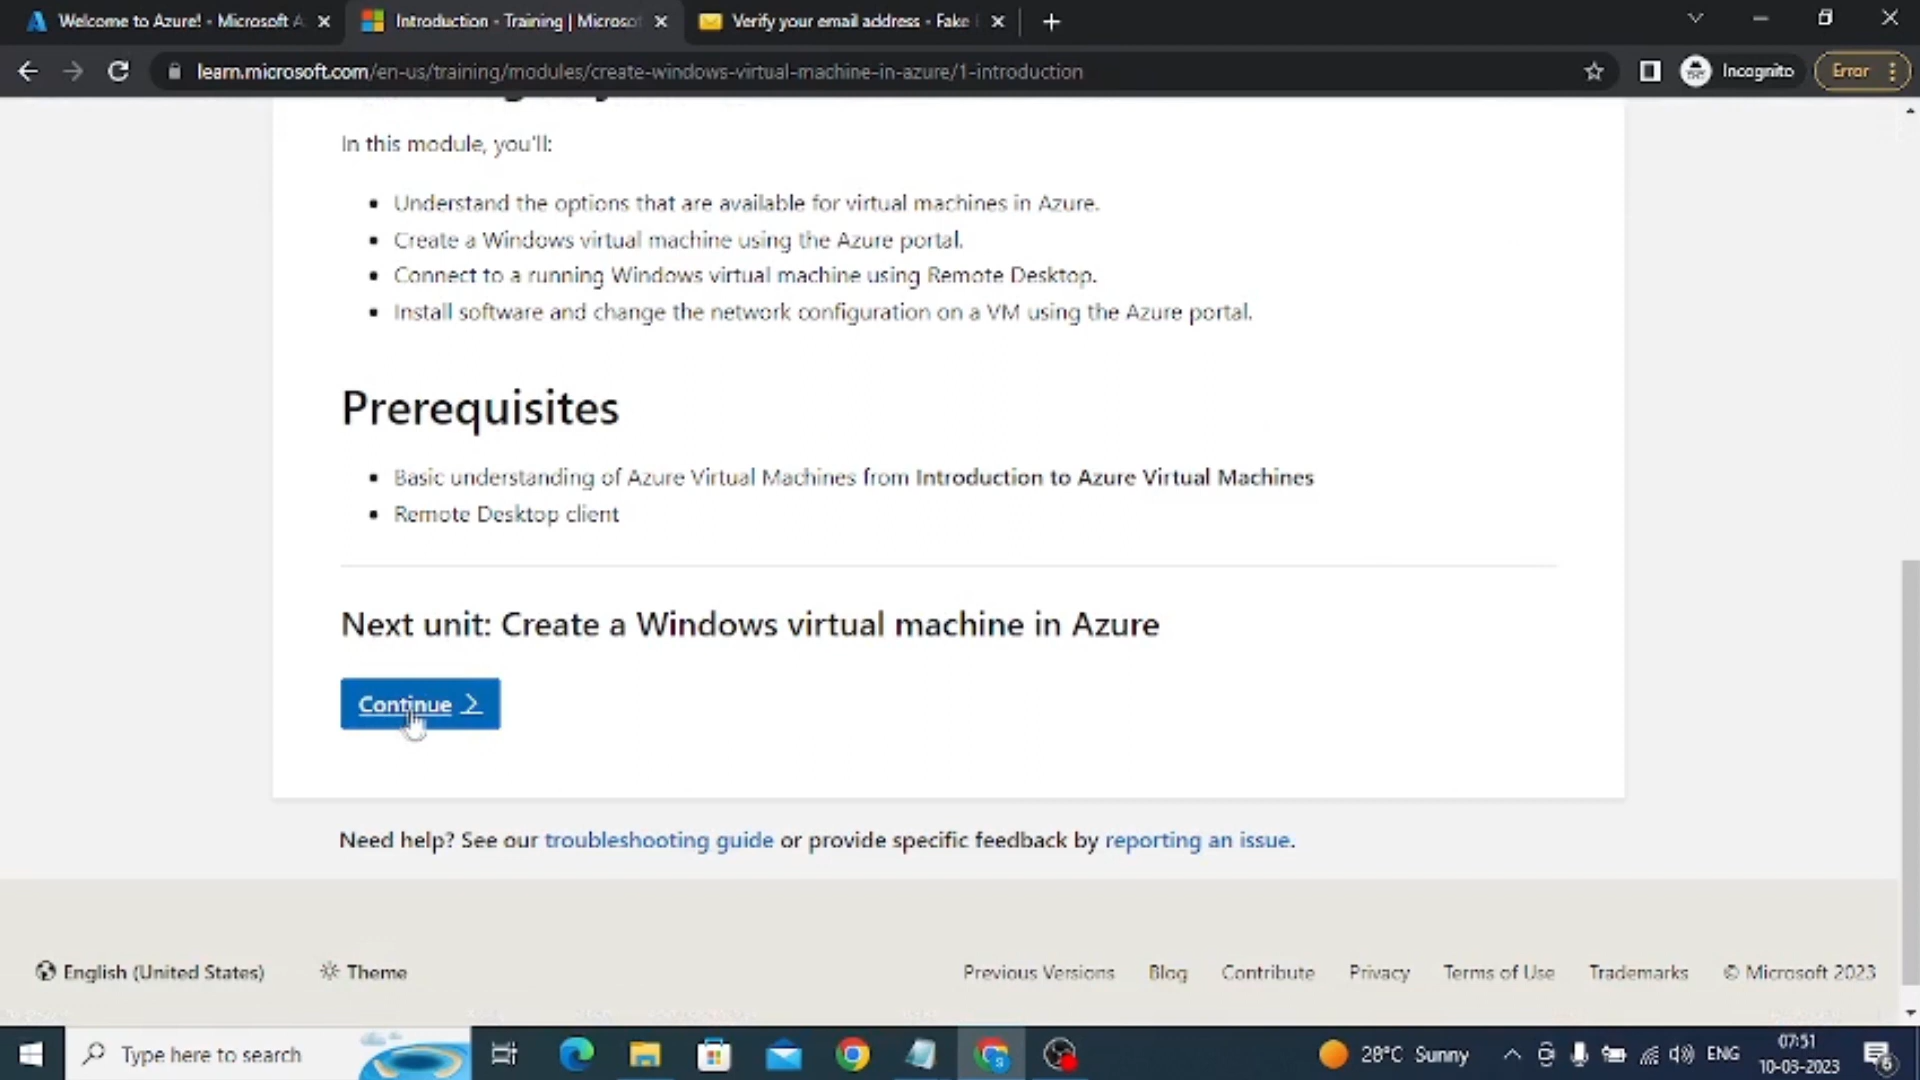 Welcome to Azure! - Microsoft A
Introduction - Training | Microso
Verify your email address - Fake
learn.microsoft.com/en-us/training/modules/create-windows-virtual-machine-in-azure/1-introduction
Incognito
Error
In this module, you'll:
• Understand the options that are available for virtual machines in Azure.
• Create a Windows virtual machine using the Azure portal.
• Connect to a running Windows virtual machine using Remote Desktop.
• Install software and change the network configuration on a VM using the Azure portal.
Prerequisites
• Basic understanding of Azure Virtual Machines from Introduction to Azure Virtual Machines
• Remote Desktop client
Next unit: Create a Windows virtual machine in Azure
Continue
Need help? See our troubleshooting guide or provide specific feedback by reporting an issue.
English (United States)
Theme
Previous Versions
Blog
Contribute
Privacy
Terms of Use
Trademarks
© Microsoft 2023
Type here to search
28°C Sunny
ENG
07:51
10-03-2023